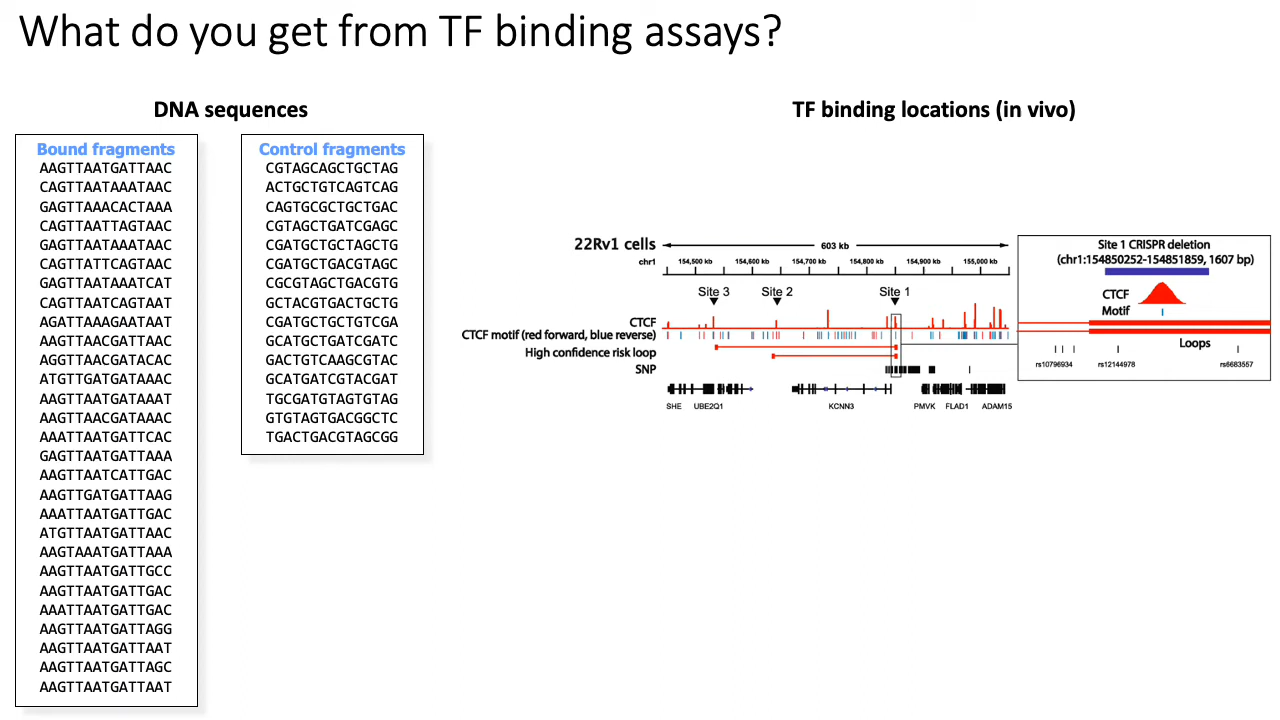 What do you get from TF binding assays?
DNA sequences
Bound fragments
AAGTTAATGATTAAC
CAGTTAATAAATAAC
GAGTTAAACACTAAA
CAGTTAATTAGTAAC
GAGTTAATAAATAAC
CAGTTATTCAGTAAC
GAGTTAATAAATCAT
CAGTTAATCAGTAAT
AGATTAAAGAATAAT
AAGTTAACGATTAAC
AGGTTAACGATACAC
ATGTTGATGATAAAC
AAGTTAATGATAAAT
AAGTTAACGATAAAC
AAATTAATGATTCAC
GAGTTAATGATTAAA
AAGTTAATCATTGAC
AAGTTGATGATTAAG
AAATTAATGATTGAC
ATGTTAATGATTAAC
AAGTAAATGATTAAA
AAGTTAATGATTGCC
AAGTTAATGATTGAC
AAATTAATGATTGAC
AAGTTAATGATTAGG
AAGTTAATGATTAAT
AAGTTAATGATTAGC
AAGTTAATGATTAAT
Control fragments
CGTAGCAGCTGCTAG
ACTGCTGTCAGTCAG
CAGTGCGCTGCTGAC
CGTAGCTGATCGAGC
CGATGCTGCTAGCTG
CGATGCTGACGTAGC
CGCGTAGCTGACGTG
GCTACGTGACTGCTG
CGATGCTGCTGTCGA
GCATGCTGATCGATC
GACTGTCAAGCGTAC
GCATGATCGTACGAT
TGCGATGTAGTGTAG
GTGTAGTGACGGCTC
TGACTGACGTAGCGG
TF binding locations (in vivo)
22Rv1 cells
603 kb
chr1
154,500 kb 154,600 kb 154,700 kb 154,800 kb 154,900 kb 155,000 kb
Site 3 Site 2 Site 1
CTCF
CTCF motif (red forward, blue reverse)
High confidence risk loop
SNP
SHE UBE2Q1 KCNN3 PMVK FLAD1 ADAM15
Site 1 CRISPR deletion
(chr1:154850252-154851859, 1607 bp)
CTCF
Motif
Loops
rs10796934 rs12144978 rs6683557